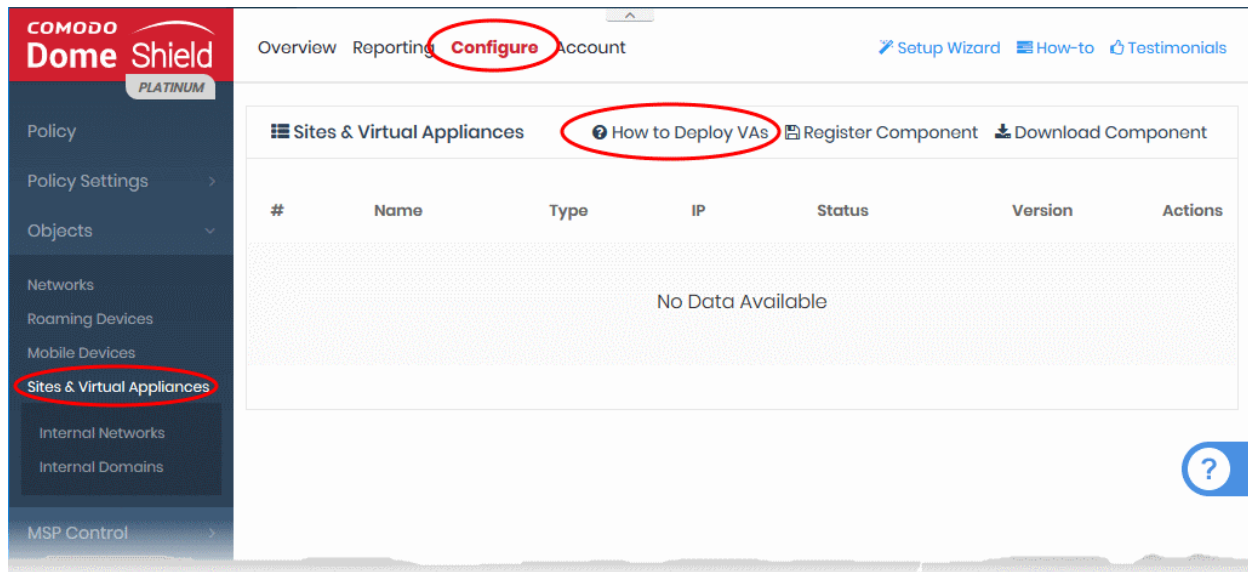 COMODO
Dome Shield
PLATINUM
Overview Reporting Configure Account
Setup Wizard How-to Testimonials
Policy
Policy Settings
Objects
Networks
Roaming Devices
Mobile Devices
Sites & Virtual Appliances
Internal Networks
Internal Domains
MSP Control
Sites & Virtual Appliances
How to Deploy VAs Register Component Download Component
# Name Type IP Status Version Actions
No Data Available
?